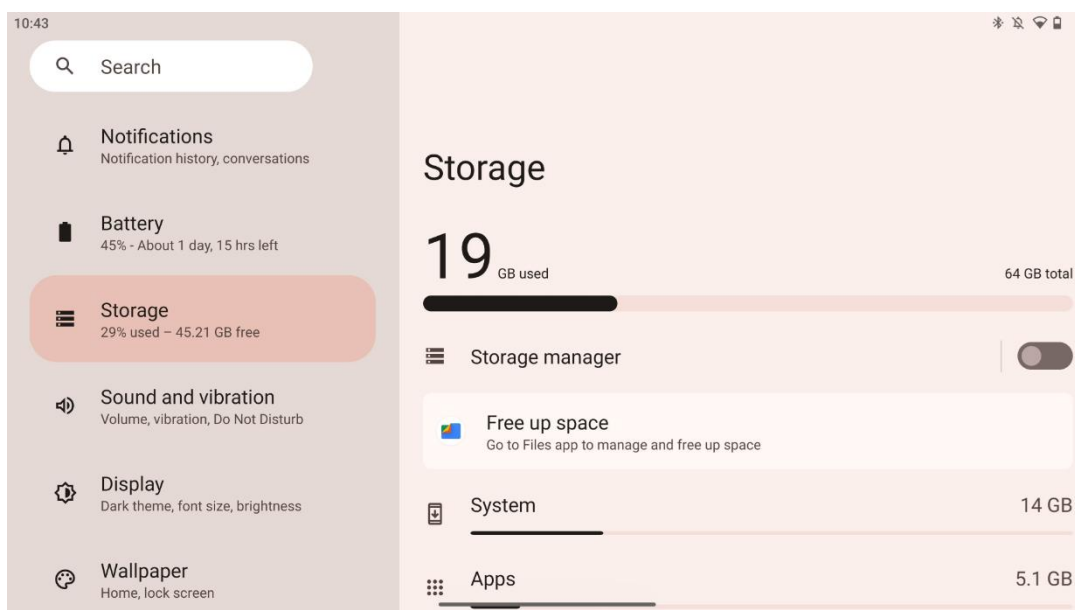 10:43
Search
Notifications
Notification history, conversations
Battery
45% - About 1 day, 15 hrs left
Storage
29% used – 45.21 GB free
Sound and vibration
Volume, vibration, Do Not Disturb
Display
Dark theme, font size, brightness
Wallpaper
Home, lock screen
Storage
19 GB used
64 GB total
Storage manager
Free up space
Go to Files app to manage and free up space
System
14 GB
Apps
5.1 GB